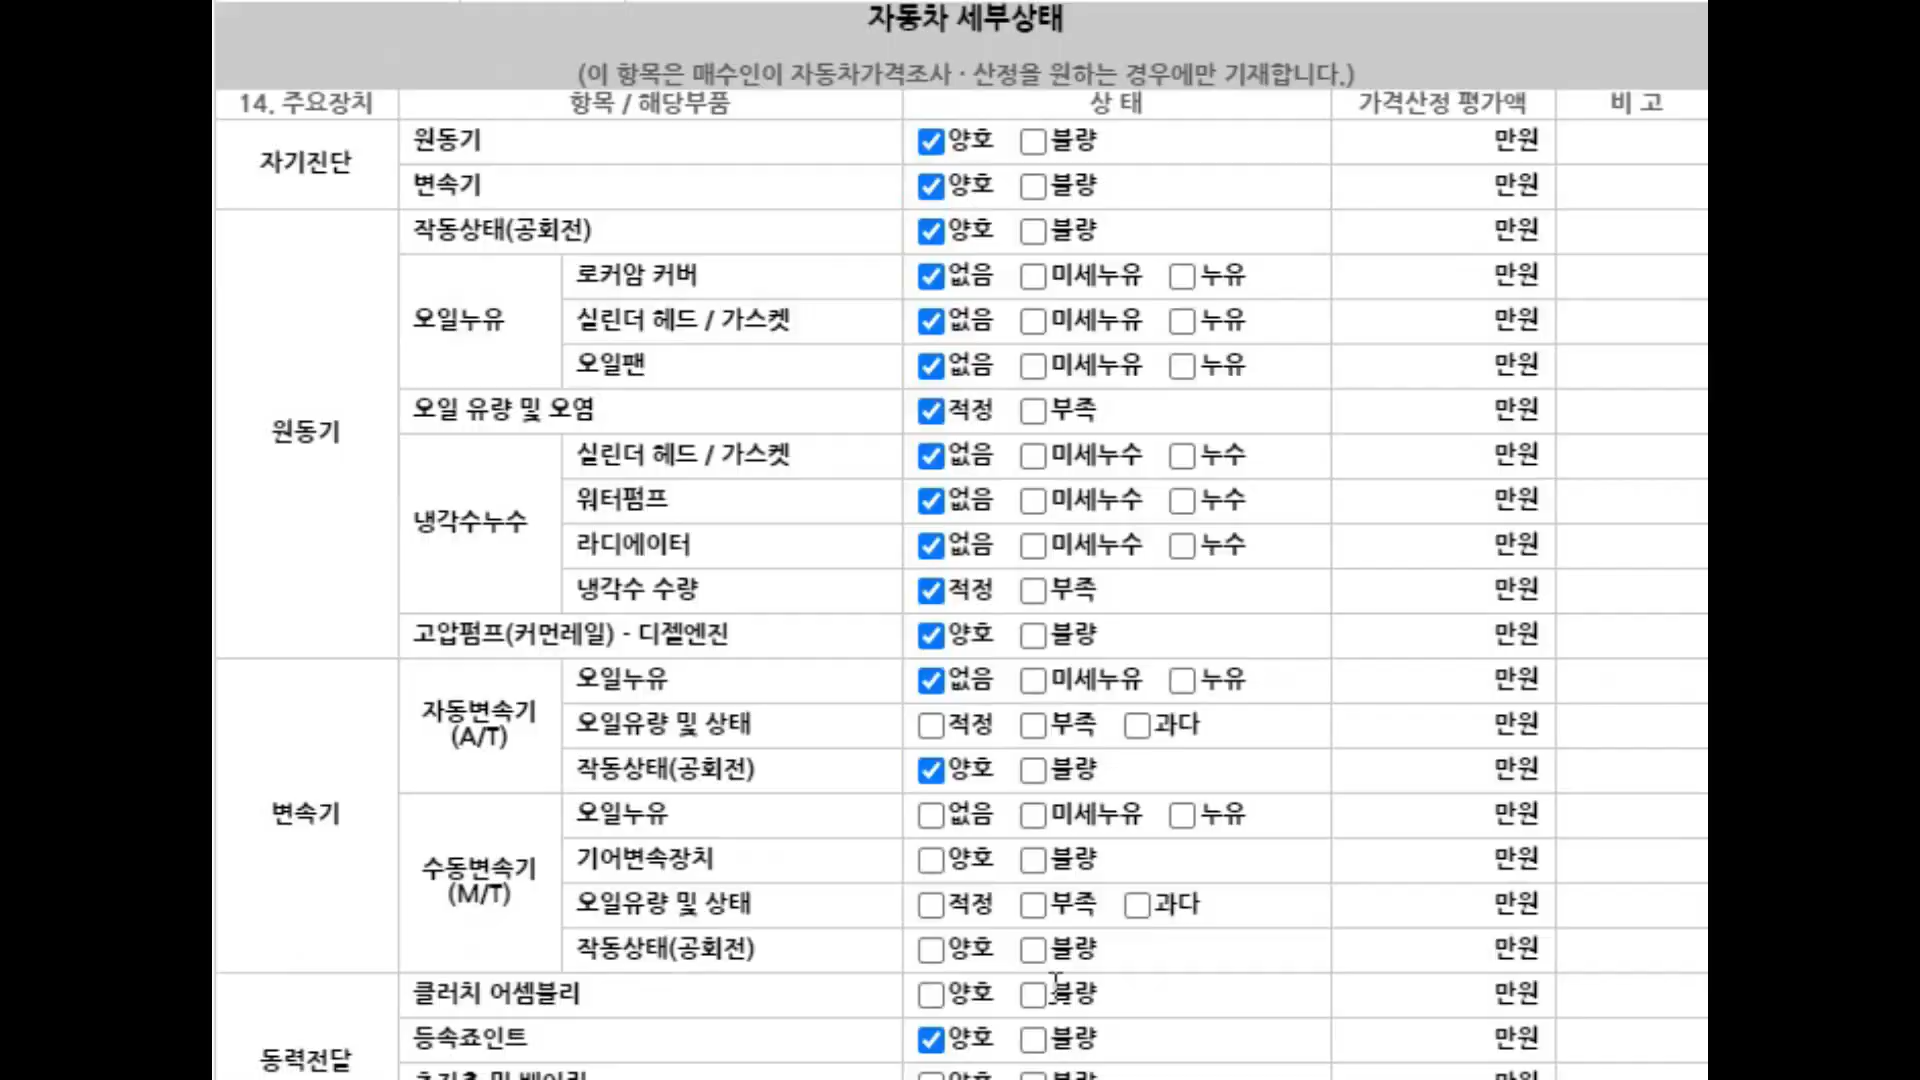 자동차 세부상태
(이 항목은 매수인이 자동차가격조사 · 산정을 원하는 경우에만 기재합니다.)
14. 주요장치 항목 / 해당부품 상 태 가격산정 평가액 비 고
자기진단
원동기 양호 불량 만원
변속기 양호 불량 만원
원동기
작동상태(공회전) 양호 불량 만원
오일누유
로커암 커버 없음 미세누유 누유 만원
실린더 헤드 / 가스켓 없음 미세누유 누유 만원
오일팬 없음 미세누유 누유 만원
오일 유량 및 오염 적정 부족 만원
냉각수누수
실린더 헤드 / 가스켓 없음 미세누수 누수 만원
워터펌프 없음 미세누수 누수 만원
라디에이터 없음 미세누수 누수 만원
냉각수 수량 적정 부족 만원
고압펌프(커먼레일) - 디젤엔진 양호 불량 만원
변속기
자동변속기
(A/T)
오일누유 없음 미세누유 누유 만원
오일유량 및 상태 적정 부족 과다 만원
작동상태(공회전) 양호 불량 만원
수동변속기
(M/T)
오일누유 없음 미세누유 누유 만원
기어변속장치 양호 불량 만원
오일유량 및 상태 적정 부족 과다 만원
작동상태(공회전) 양호 불량 만원
동력전달
클러치 어셈블리 양호 불량 만원
등속죠인트 양호 불량 만원